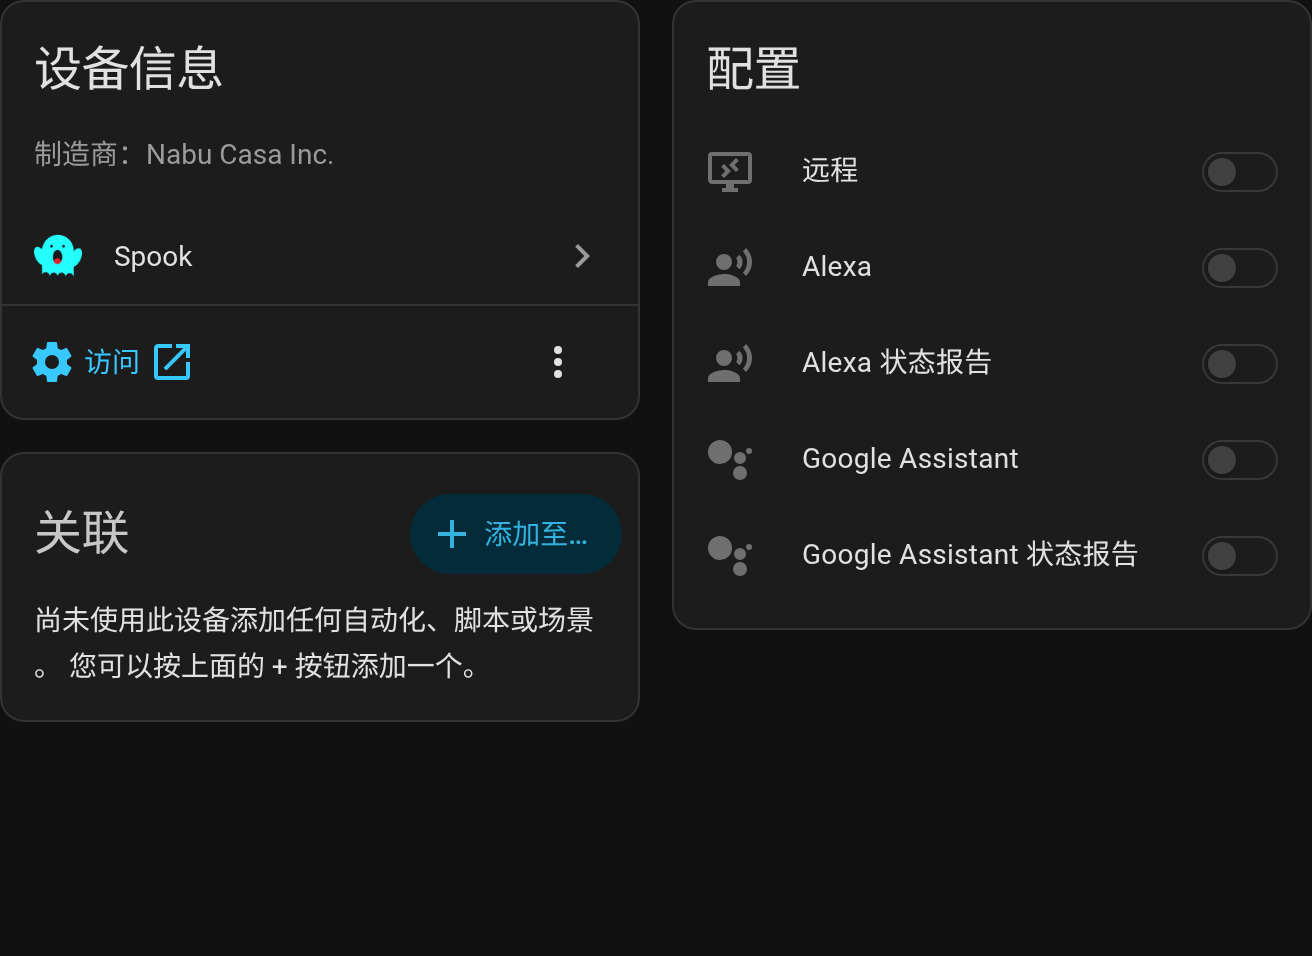 设备信息
制造商：Nabu Casa Inc.
Spook
访问
关联
添加至...
尚未使用此设备添加任何自动化、脚本或场景
。 您可以按上面的 + 按钮添加一个。
配置
远程
Alexa
Alexa 状态报告
Google Assistant
Google Assistant 状态报告